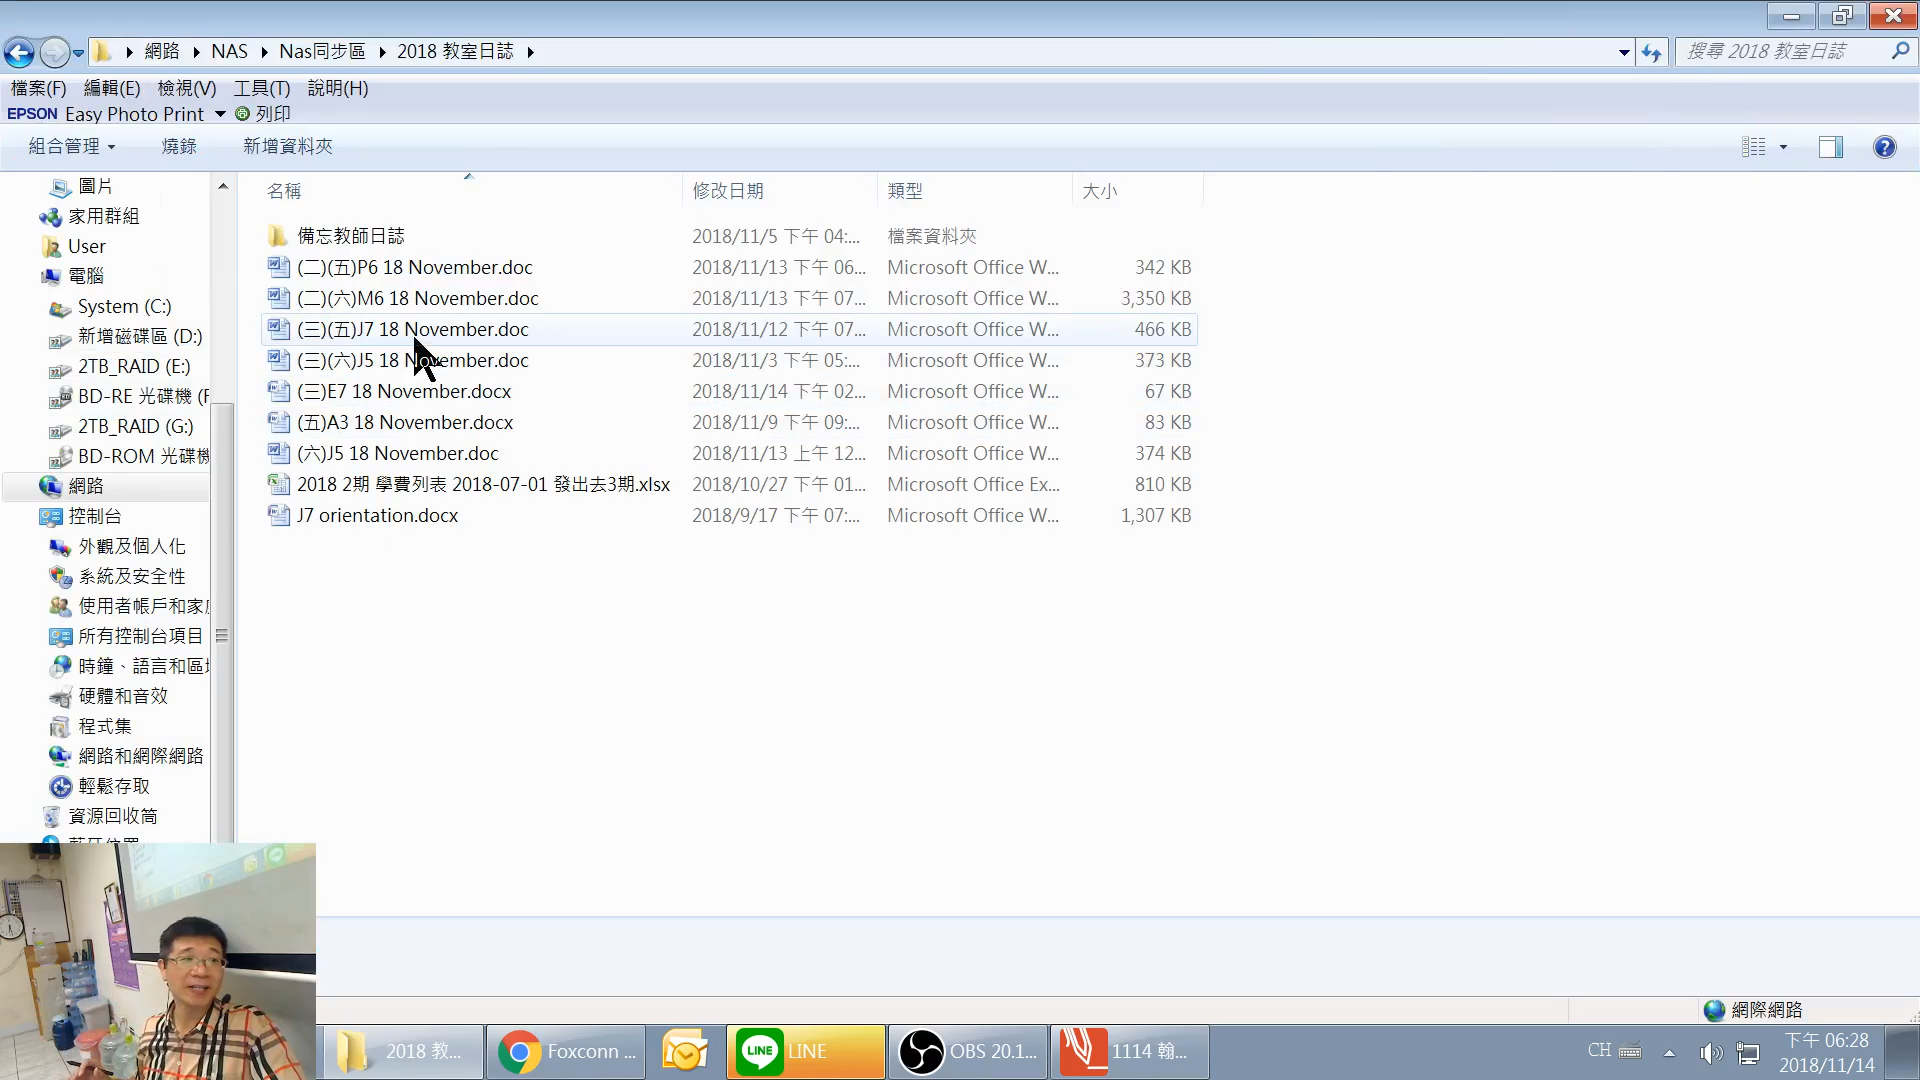 網路 ▸ NAS ▸ Nas同步區 ▸ 2018 教室日誌
搜尋 2018 教室日誌
檔案(F) 編輯(E) 檢視(V) 工具(T) 說明(H)
EPSON Easy Photo Print 列印
組合管理 燒錄 新增資料夾
名稱 修改日期 類型 大小
備忘教師日誌 2018/11/5 下午 04:... 檔案資料夾
(二)(五)P6 18 November.doc 2018/11/13 下午 06... Microsoft Office W... 342 KB
(二)(六)M6 18 November.doc 2018/11/13 下午 07... Microsoft Office W... 3,350 KB
(三)(五)J7 18 November.doc 2018/11/12 下午 07... Microsoft Office W... 466 KB
(三)(六)J5 18 November.doc 2018/11/3 下午 05:... Microsoft Office W... 373 KB
(三)E7 18 November.docx 2018/11/14 下午 02... Microsoft Office W... 67 KB
(五)A3 18 November.docx 2018/11/9 下午 09:... Microsoft Office W... 83 KB
(六)J5 18 November.doc 2018/11/13 上午 12... Microsoft Office W... 374 KB
2018 2期 學費列表 2018-07-01 發出去3期.xlsx 2018/10/27 下午 01... Microsoft Office Ex... 810 KB
J7 orientation.docx 2018/9/17 下午 07:... Microsoft Office W... 1,307 KB
圖片
家用群組
User
電腦
System (C:)
新增磁碟區 (D:)
2TB_RAID (E:)
BD-RE 光碟機 (F
2TB_RAID (G:)
BD-ROM 光碟機
網路
控制台
外觀及個人化
系統及安全性
使用者帳戶和家庭
所有控制台項目
時鐘、語言和區域
硬體和音效
程式集
網路和網際網路
輕鬆存取
資源回收筒
網際網路
2018 教...
Foxconn ...
LINE LINE
OBS 20.1...
1114 翰...
CH
下午 06:28
2018/11/14